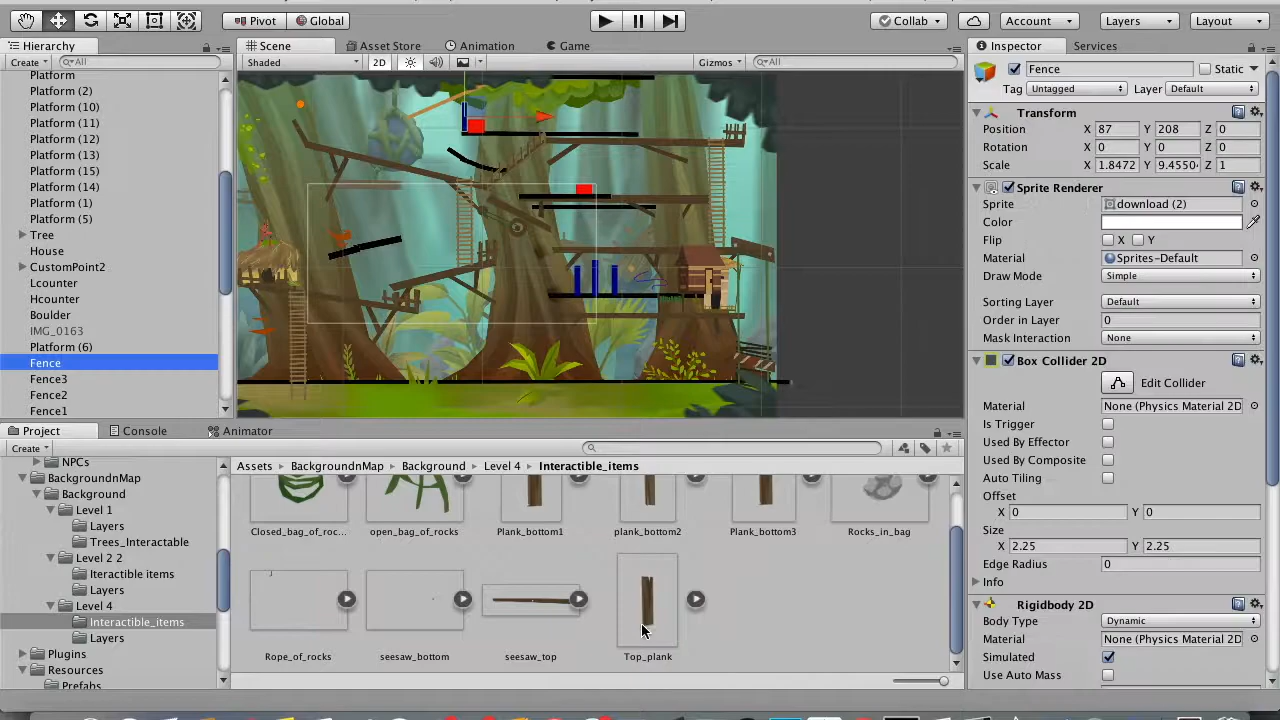 Pivot Global Collab Account Layers Layout
Hierarchy
Create All
Platform
Platform (2)
Platform (10)
Platform (11)
Platform (12)
Platform (13)
Platform (15)
Platform (14)
Platform (1)
Platform (5)
Tree
House
CustomPoint2
Lcounter
Hcounter
Boulder
IMG_0163
Platform (6)
Fence
Fence3
Fence2
Fence1
Scene Asset Store Animation Game
Shaded 2D Gizmos All
Inspector Services
Fence Static
Tag Untagged Layer Default
Transform
Position X 87 Y 208 Z 0
Rotation X 0 Y 0 Z 0
Scale X 1.8472 Y 9.4550 Z 1
Sprite Renderer
Sprite download (2)
Color
Flip X Y
Material Sprites-Default
Draw Mode Simple
Sorting Layer Default
Order in Layer 0
Mask Interaction None
Box Collider 2D
Edit Collider
Material None (Physics Material 2D
Is Trigger
Used By Effector
Used By Composite
Auto Tiling
Offset
X 0 Y 0
Size
X 2.25 Y 2.25
Edge Radius 0
Info
Rigidbody 2D
Body Type Dynamic
Material None (Physics Material 2D
Simulated
Use Auto Mass
Project Console Animator
Create
NPCs
BackgroundnMap
Background
Level 1
Layers
Trees_Interactable
Level 2 2
Iteractible items
Layers
Level 4
Interactible_items
Layers
Plugins
Resources
Prefabs
Assets BackgroundnMap Background Level 4 Interactible_items
Closed_bag_of_roc... open_bag_of_rocks Plank_bottom1 plank_bottom2 Plank_bottom3 Rocks_in_bag
Rope_of_rocks seesaw_bottom seesaw_top Top_plank